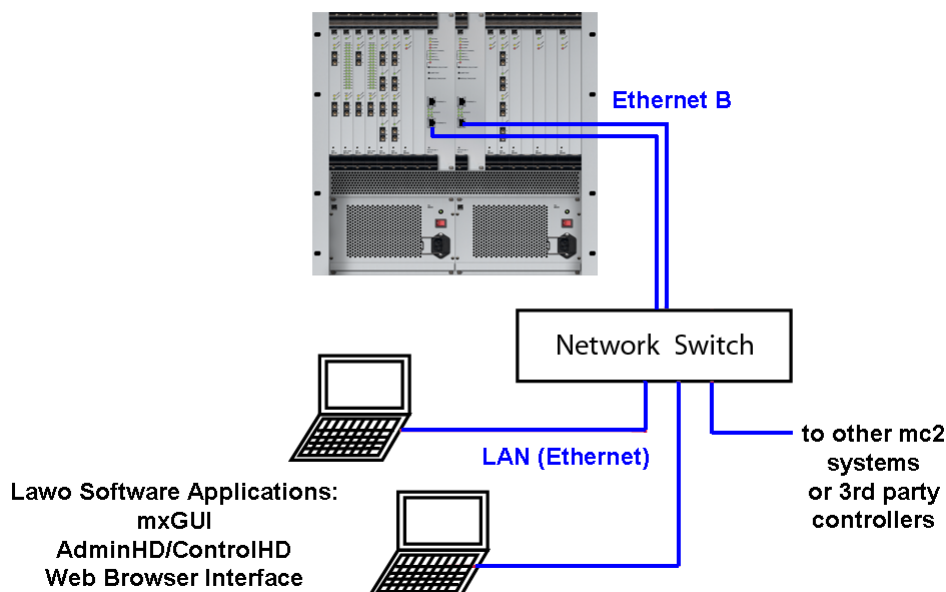 Ethernet B
Network Switch
LAN (Ethernet)
to other mc2
systems
or 3rd party
controllers
Lawo Software Applications:
mxGUI
AdminHD/ControlHD
Web Browser Interface